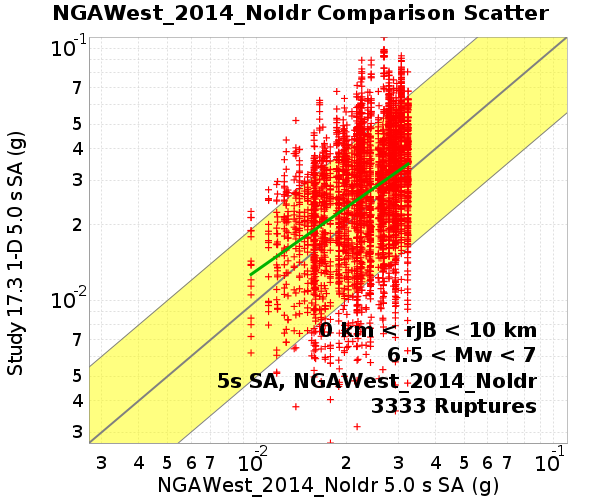 NGAWest_2014_NoIdr Comparison Scatter
Study 17.3 1-D 5.0 s SA (g)
10-1
7
5
4
3
2
10-2
7
5
4
3
0 km < rJB < 10 km
6.5 < Mw < 7
5s SA, NGAWest_2014_NoIdr
3333 Ruptures
3 4 5 6 7 10-2 2 3 4 5 6 7 10-1
NGAWest_2014_NoIdr 5.0 s SA (g)